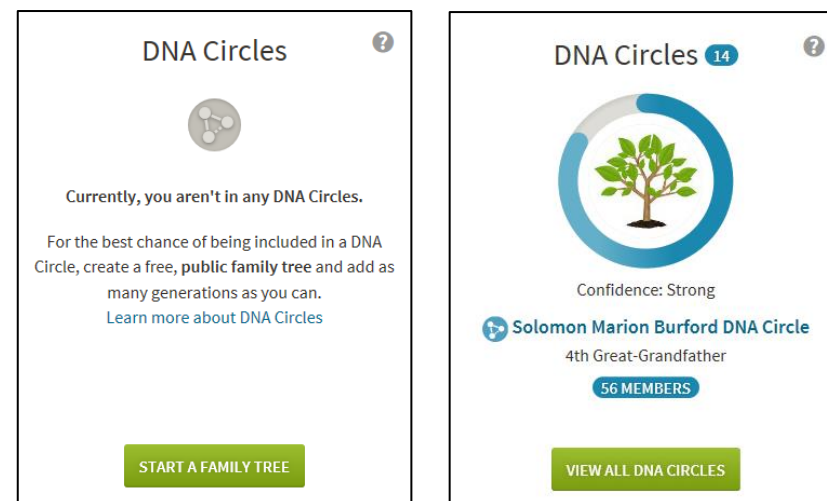 DNA Circles
?
Currently, you aren't in any DNA Circles.
For the best chance of being included in a DNA
Circle, create a free, public family tree and add as
many generations as you can.
Learn more about DNA Circles
START A FAMILY TREE
DNA Circles 14
?
Confidence: Strong
Solomon Marion Burford DNA Circle
4th Great-Grandfather
56 MEMBERS
VIEW ALL DNA CIRCLES